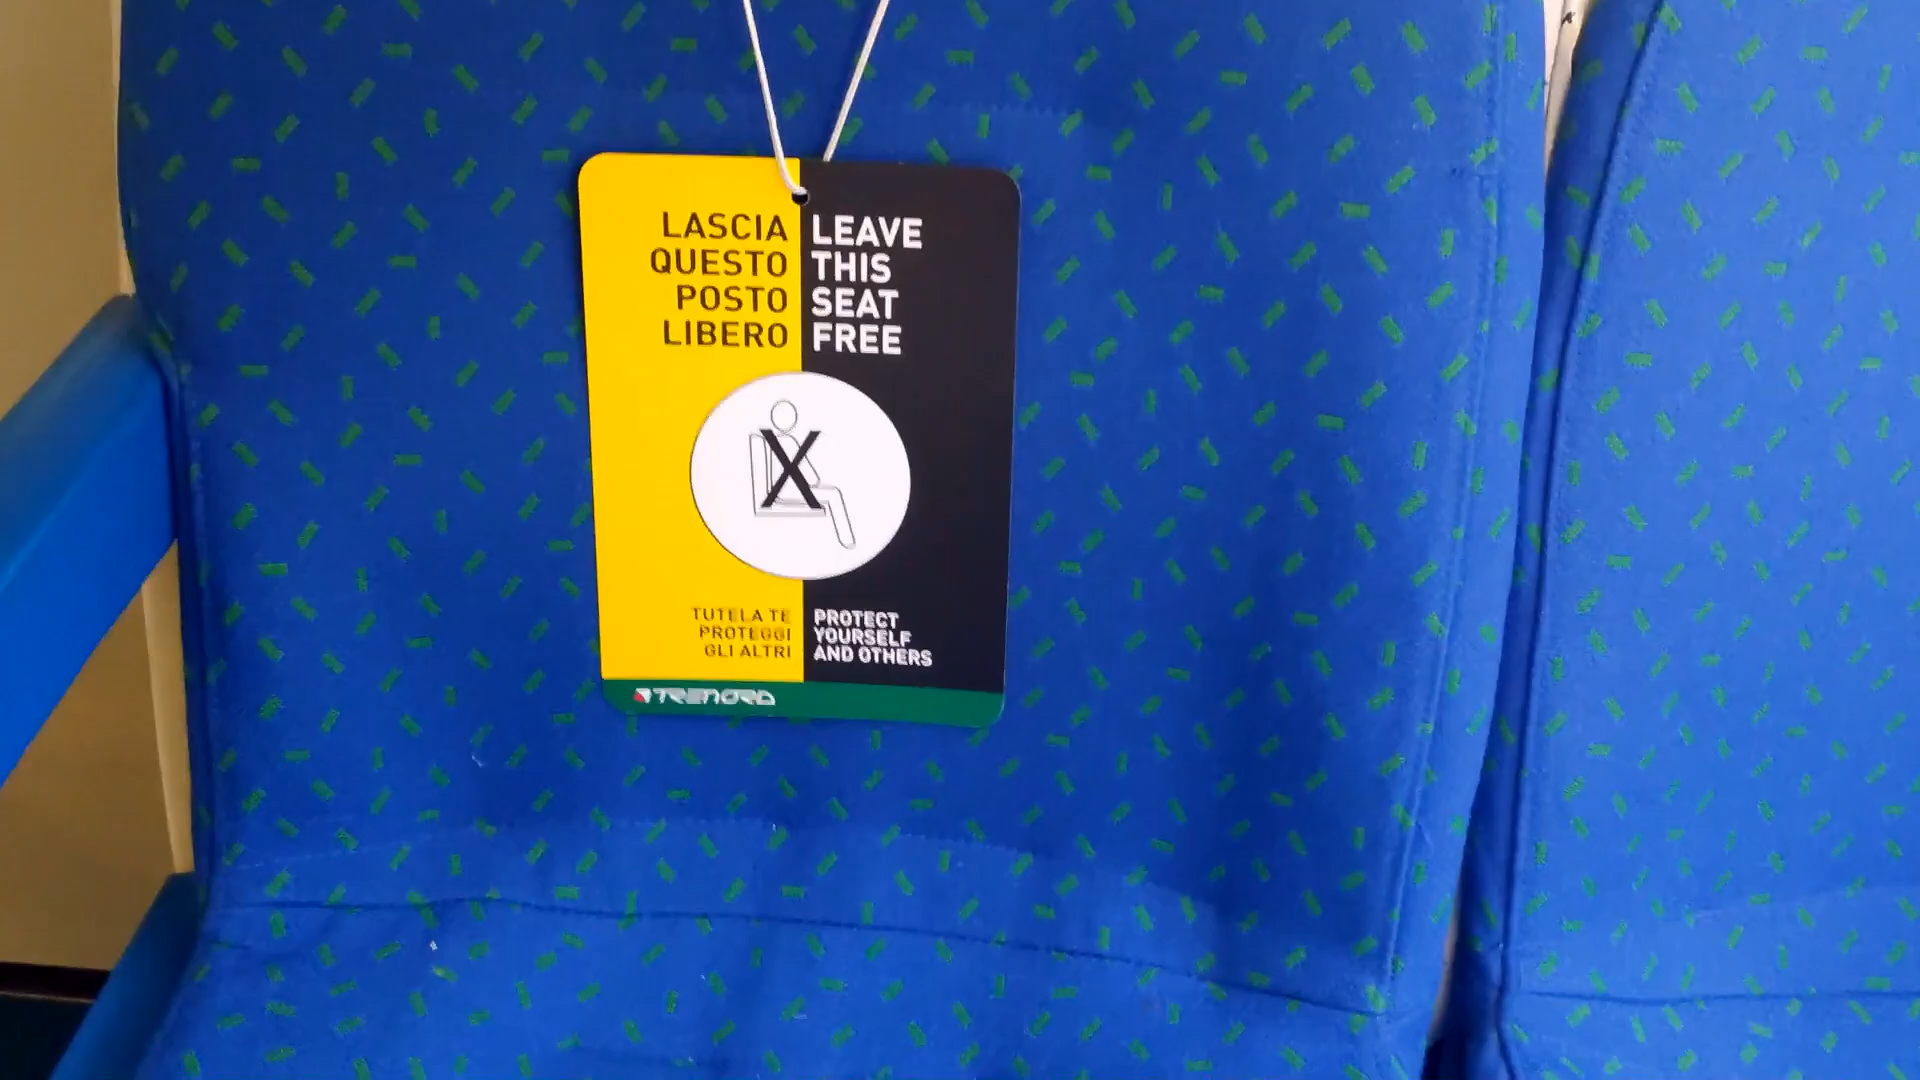 LASCIA
QUESTO
POSTO
LIBERO
LEAVE
THIS
SEAT
FREE
X
TUTELA TE
PROTEGGI
GLI ALTRI
PROTECT
YOURSELF
AND OTHERS
TRENORD